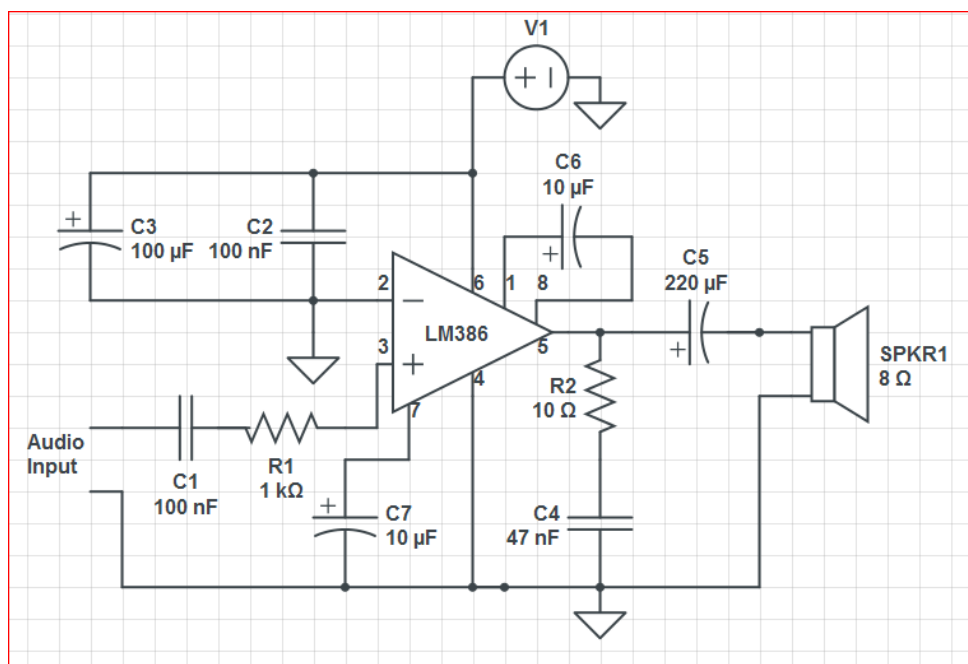 V1
C6
10 µF
C3
100 µF
C2
100 nF
+
+
−
2
6
1
8
+
C5
220 µF
LM386
3
+
5
+
SPKR1
8 Ω
4
7
R2
10 Ω
Audio
Input
C1
100 nF
R1
1 kΩ
+
C7
10 µF
C4
47 nF